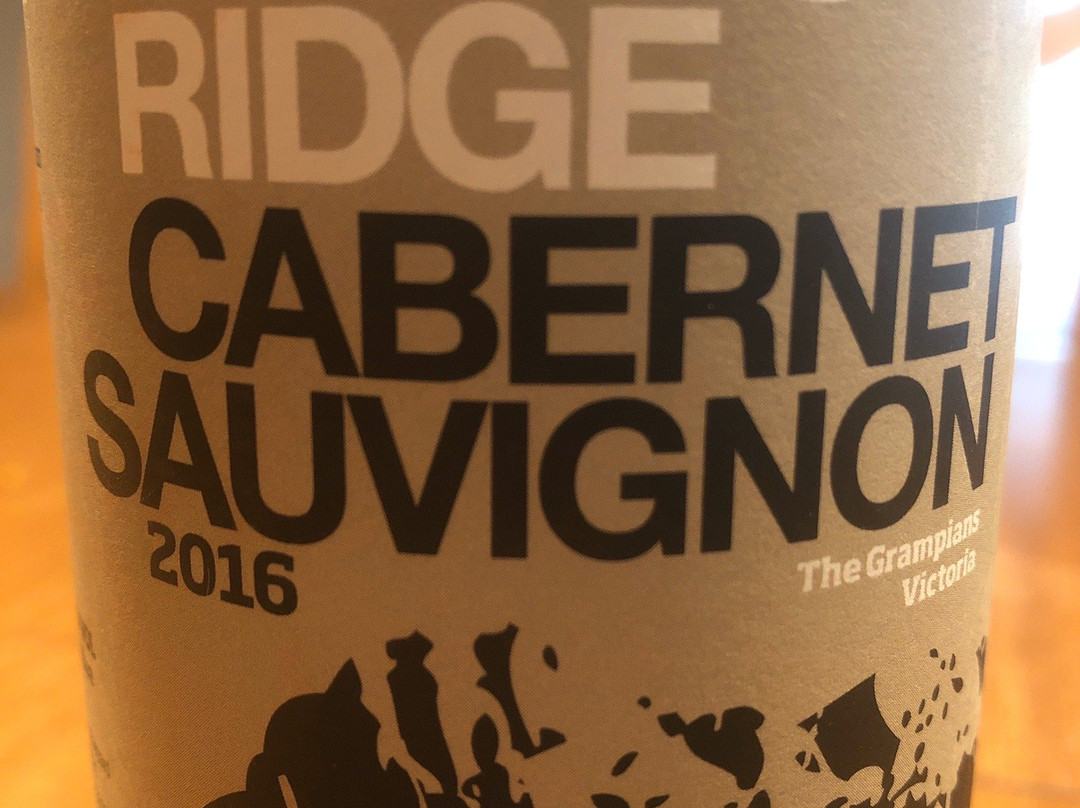 RIDGE
CABERNET
SAUVIGNON
2016
The Grampians
Victoria